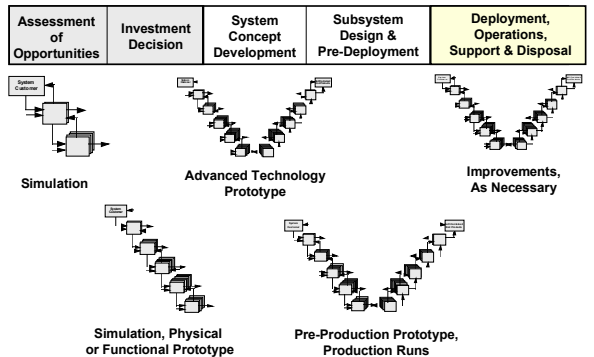 Assessment
of
Opportunities
Investment
Decision
System
Concept
Development
Subsystem
Design &
Pre-Deployment
Deployment,
Operations,
Support & Disposal
System
Customer
Simulation
Advanced Technology
Prototype
Improvements,
As Necessary
System
Customer
Simulation, Physical
or Functional Prototype
Pre-Production Prototype,
Production Runs